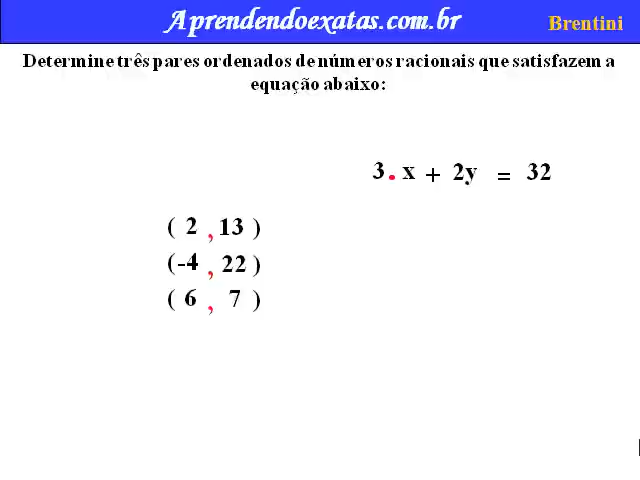 Aprendendoexatas.com.br
Brentini
Determine três pares ordenados de números racionais que satisfazem a
equação abaixo:
3.x + 2y = 32
( 2 , 13 )
(-4 , 22 )
( 6 , 7 )